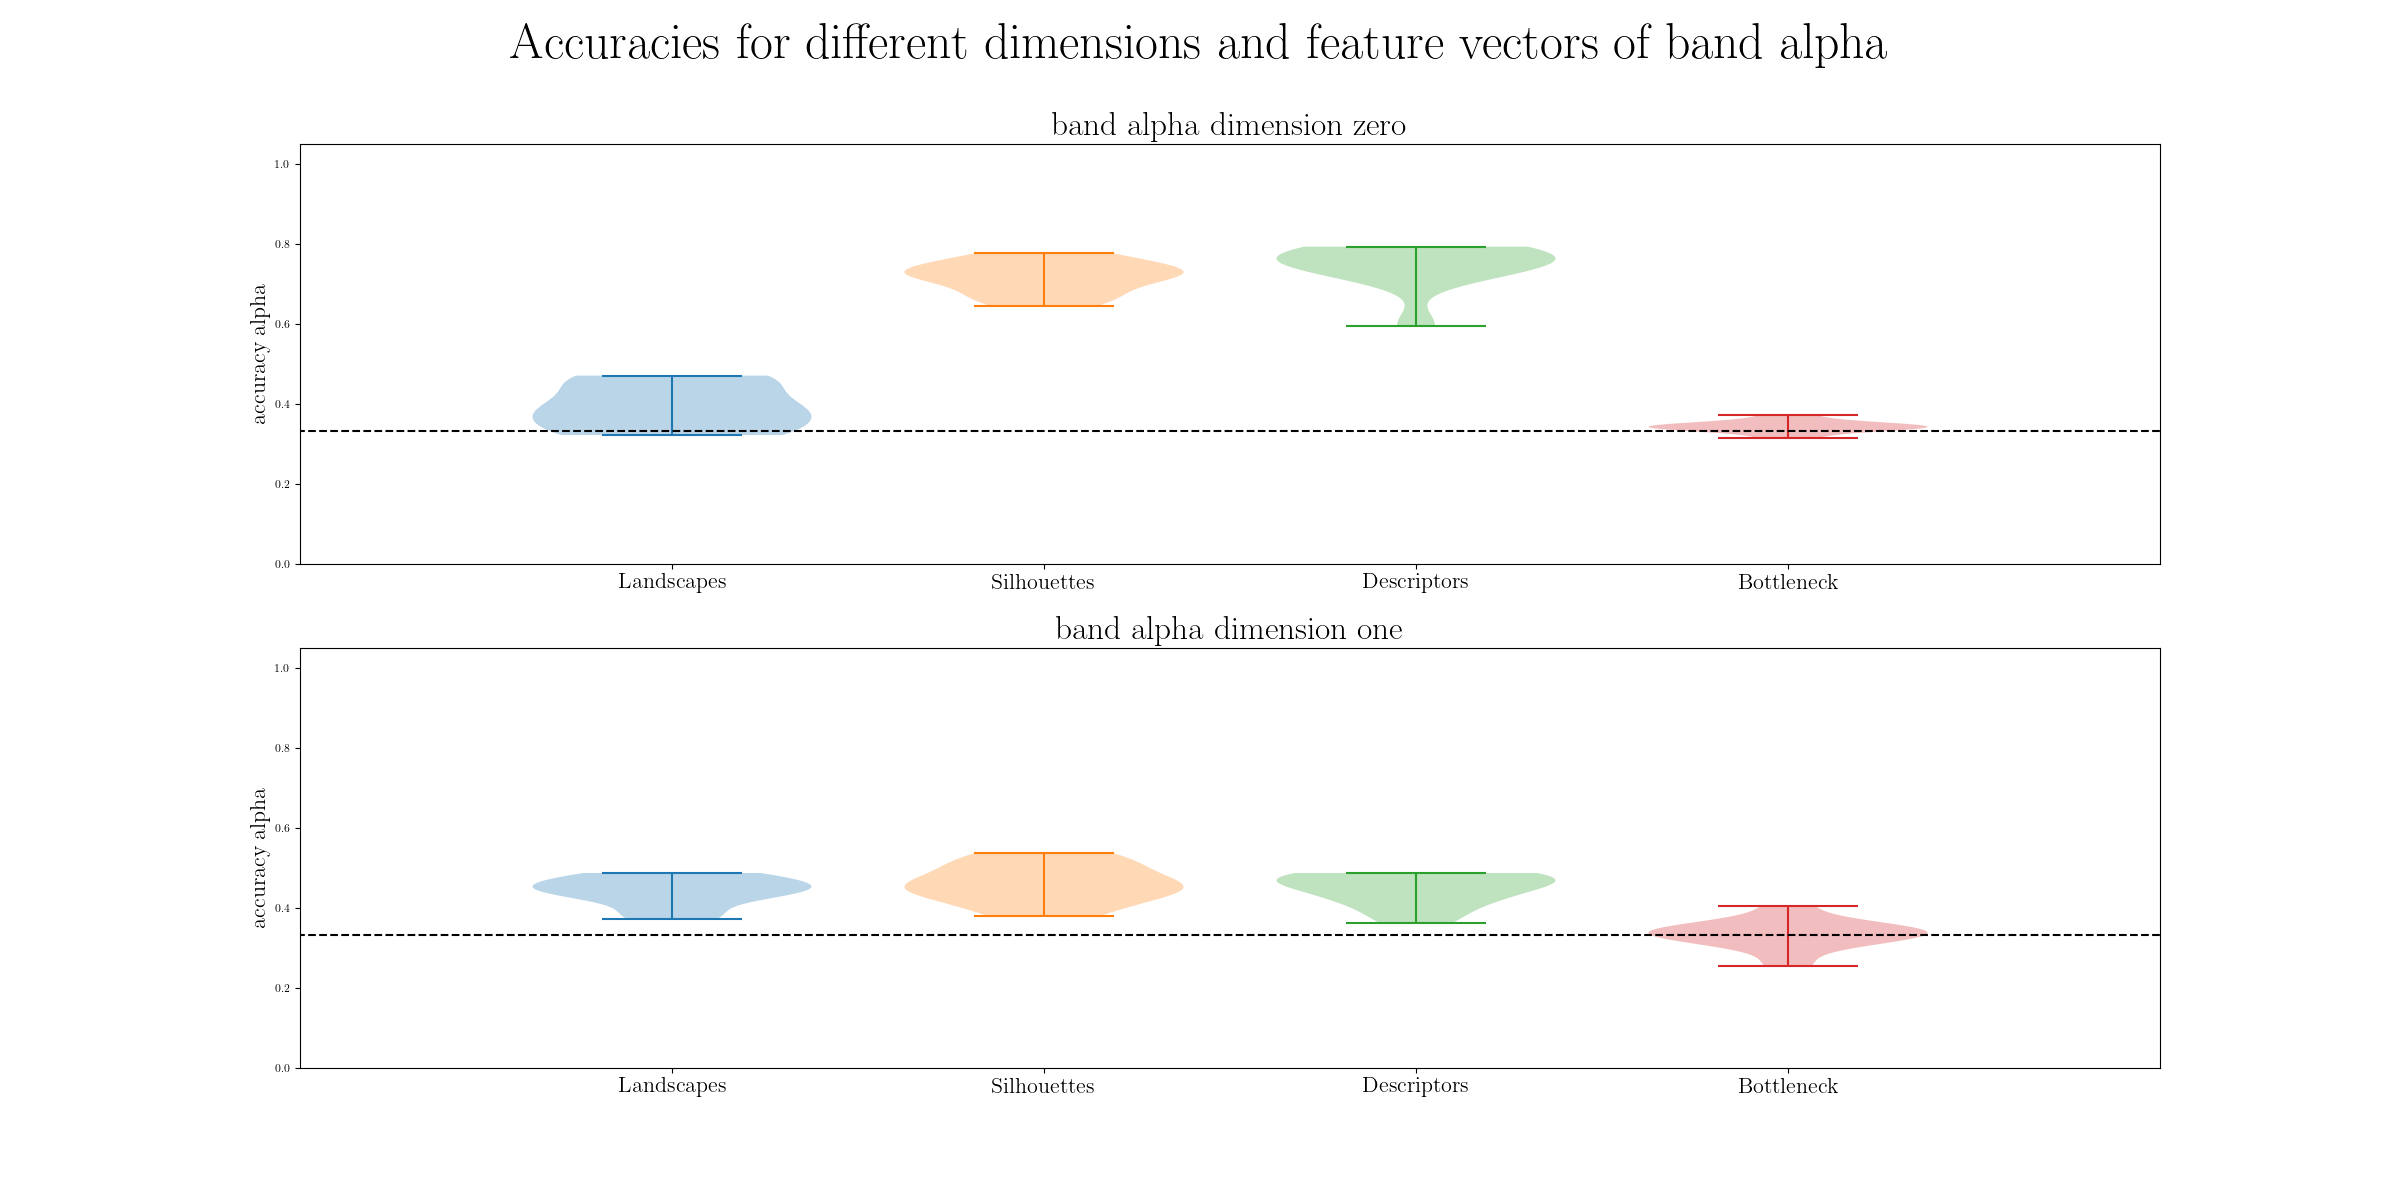 Accuracies for different dimensions and feature vectors of band alpha
band alpha dimension zero
1.0
0.8
0.6
0.4
0.2
0.0
accuracy alpha
Landscapes Silhouettes Descriptors Bottleneck
band alpha dimension one
1.0
0.8
0.6
0.4
0.2
0.0
accuracy alpha
Landscapes Silhouettes Descriptors Bottleneck